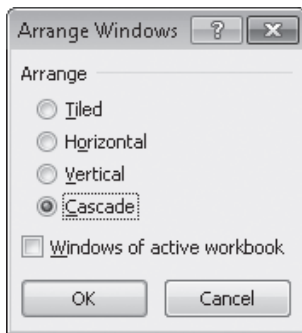 Arrange Windows
Arrange
Tiled
Horizontal
Vertical
Cascade
Windows of active workbook
OK Cancel